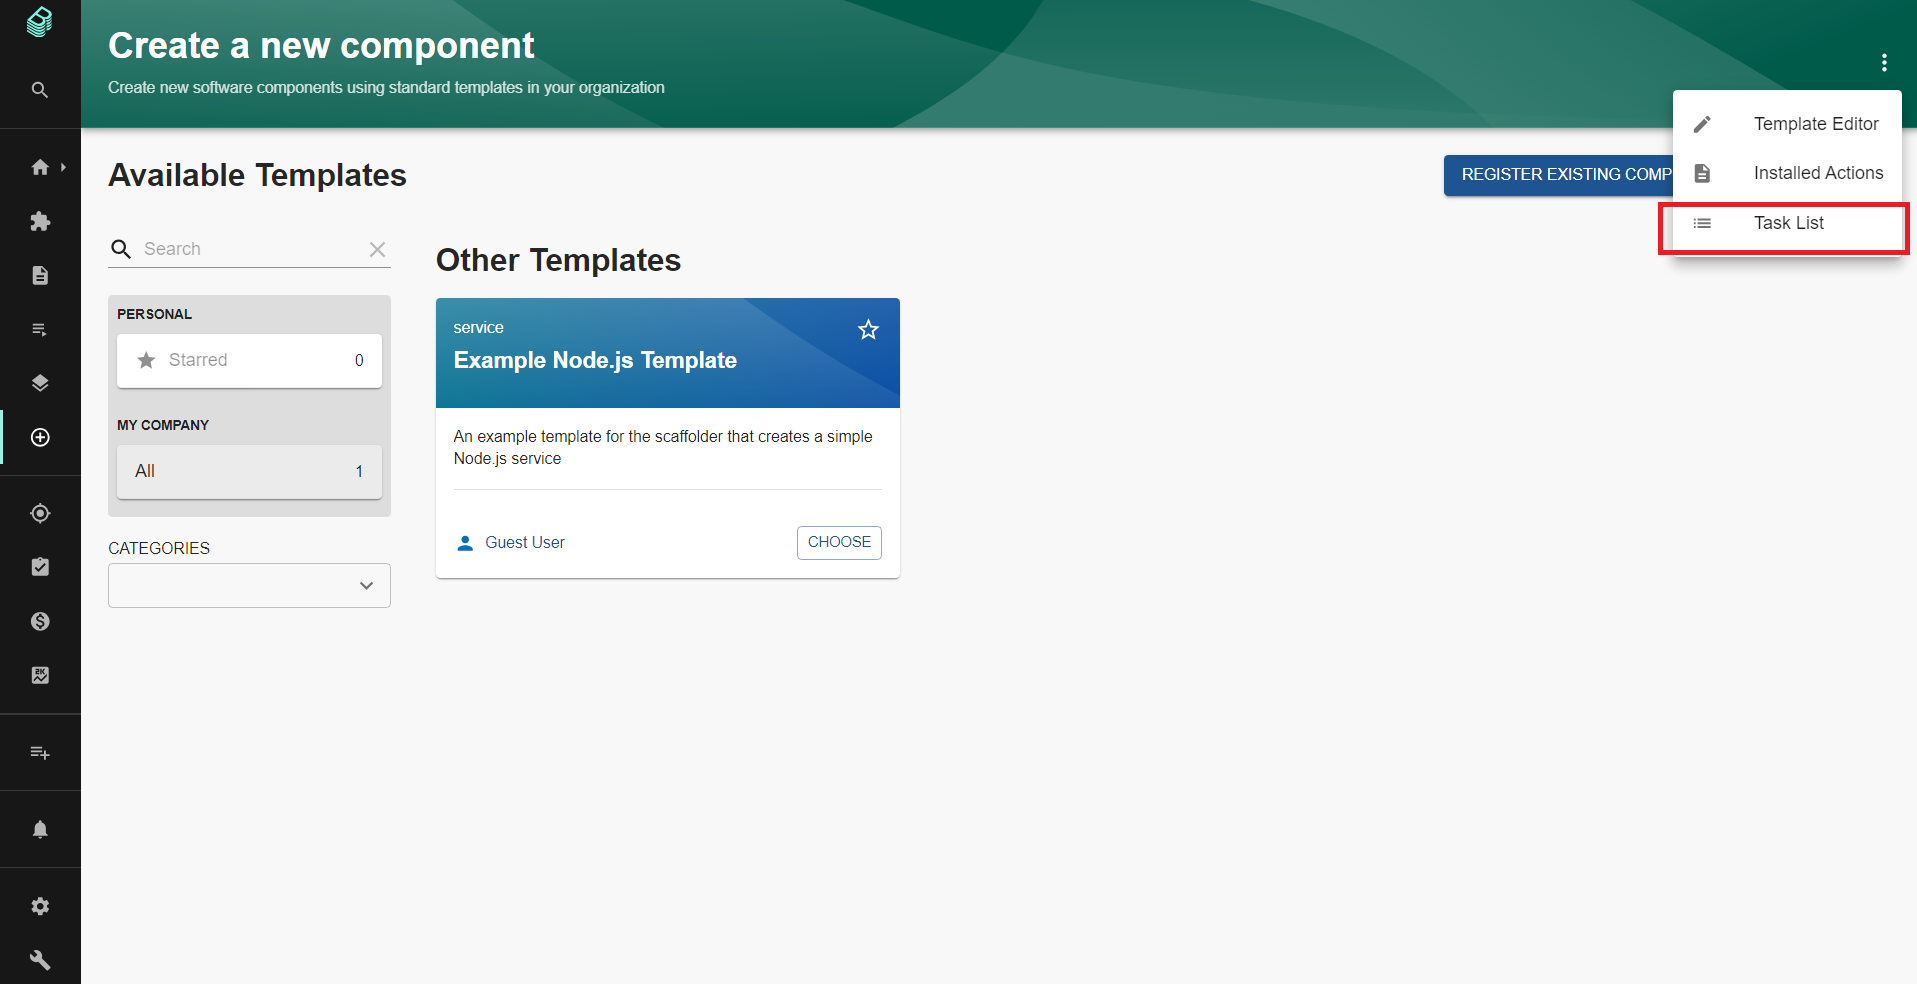 Create a new component
Create new software components using standard templates in your organization
Template Editor
Installed Actions
Task List
Available Templates
REGISTER EXISTING COMP
Search
Other Templates
PERSONAL
Starred 0
MY COMPANY
All 1
CATEGORIES
service
Example Node.js Template
An example template for the scaffolder that creates a simple
Node.js service
Guest User
CHOOSE